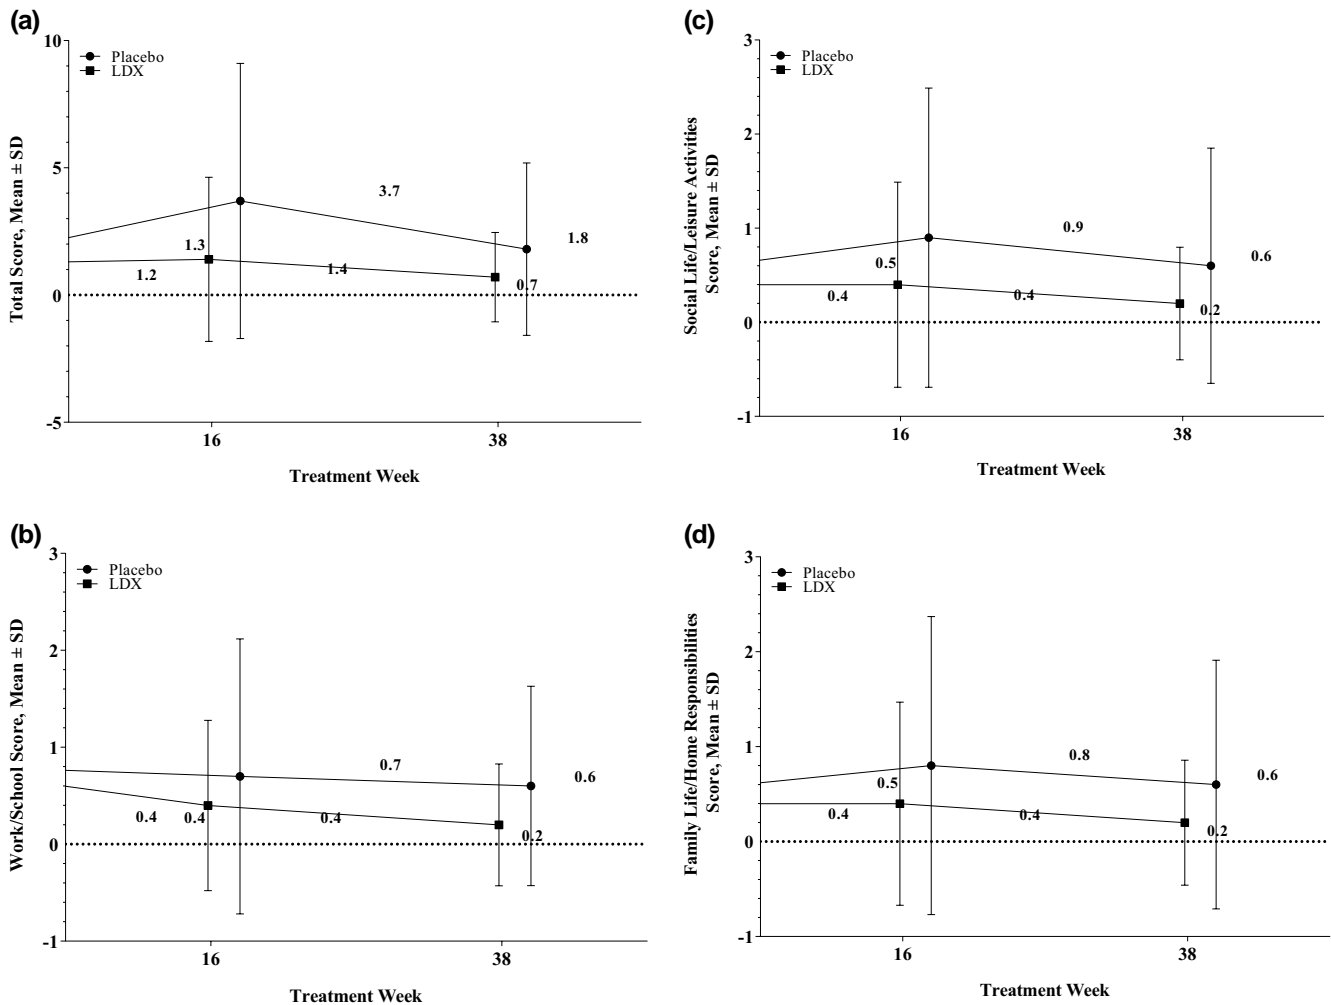 (a)
10
5
0
-5
Total Score, Mean ± SD
Placebo
LDX
3.7
1.8
1.3
1.2
1.4
0.7
16
38
Treatment Week
(c)
3
2
1
0
-1
Social Life/Leisure Activities
Score, Mean ± SD
Placebo
LDX
0.9
0.6
0.5
0.4
0.4
0.2
16
38
Treatment Week
(b)
3
2
1
0
-1
Work/School Score, Mean ± SD
Placebo
LDX
0.7
0.6
0.4
0.4
0.4
0.2
16
38
Treatment Week
(d)
3
2
1
0
-1
Family Life/Home Responsibilities
Score, Mean ± SD
Placebo
LDX
0.8
0.6
0.5
0.4
0.4
0.2
16
38
Treatment Week